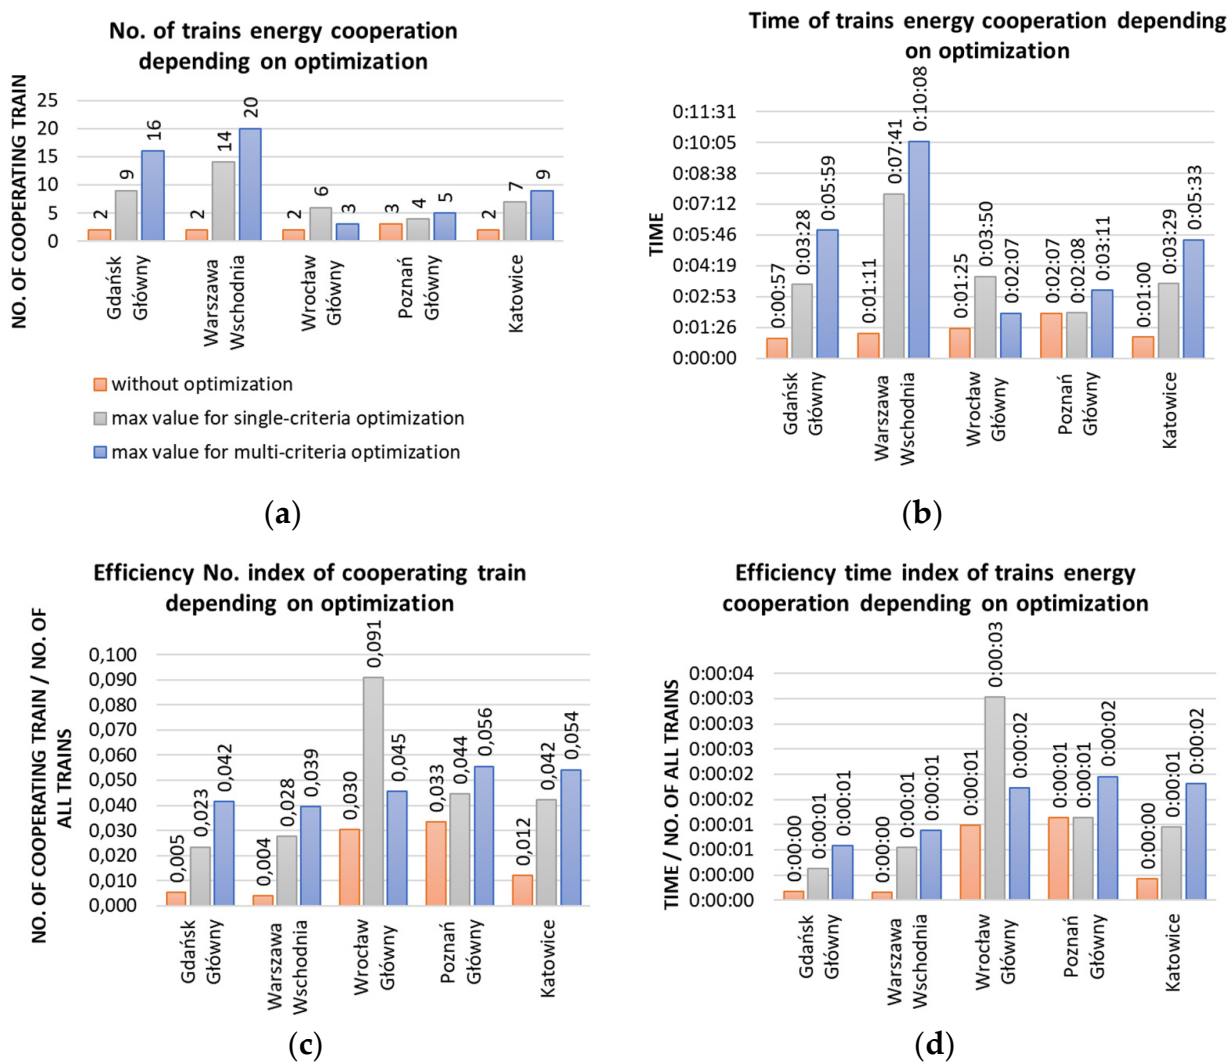 No. of trains energy cooperation
depending on optimization
NO. OF COOPERATING TRAIN
25
20
15
10
5
0
2
9
16
2
14
20
2
6
3
3
4
5
2
7
9
Gdańsk
Główny
Warszawa
Wschodnia
Wrocław
Główny
Poznań
Główny
Katowice
without optimization
max value for single-criteria optimization
max value for multi-criteria optimization
(a)
Time of trains energy cooperation depending
on optimization
TIME
0:11:31
0:10:05
0:08:38
0:07:12
0:05:46
0:04:19
0:02:53
0:01:26
0:00:00
0:00:57
0:03:28
0:05:59
0:01:11
0:07:41
0:10:08
0:01:25
0:03:50
0:02:07
0:02:07
0:02:08
0:03:11
0:01:00
0:03:29
0:05:33
Gdańsk
Główny
Warszawa
Wschodnia
Wrocław
Główny
Poznań
Główny
Katowice
(b)
Efficiency No. index of cooperating train
depending on optimization
NO. OF COOPERATING TRAIN / NO. OF
ALL TRAINS
0,100
0,090
0,080
0,070
0,060
0,050
0,040
0,030
0,020
0,010
0,000
0,005
0,023
0,042
0,004
0,028
0,039
0,030
0,091
0,045
0,033
0,044
0,056
0,012
0,042
0,054
Gdańsk
Główny
Warszawa
Wschodnia
Wrocław
Główny
Poznań
Główny
Katowice
(c)
Efficiency time index of trains energy
cooperation depending on optimization
TIME / NO. OF ALL TRAINS
0:00:04
0:00:03
0:00:03
0:00:03
0:00:02
0:00:02
0:00:01
0:00:01
0:00:00
0:00:00
0:00:00
0:00:01
0:00:01
0:00:00
0:00:01
0:00:01
0:00:01
0:00:03
0:00:02
0:00:01
0:00:01
0:00:02
0:00:00
0:00:01
0:00:02
Gdańsk
Główny
Warszawa
Wschodnia
Wrocław
Główny
Poznań
Główny
Katowice
(d)